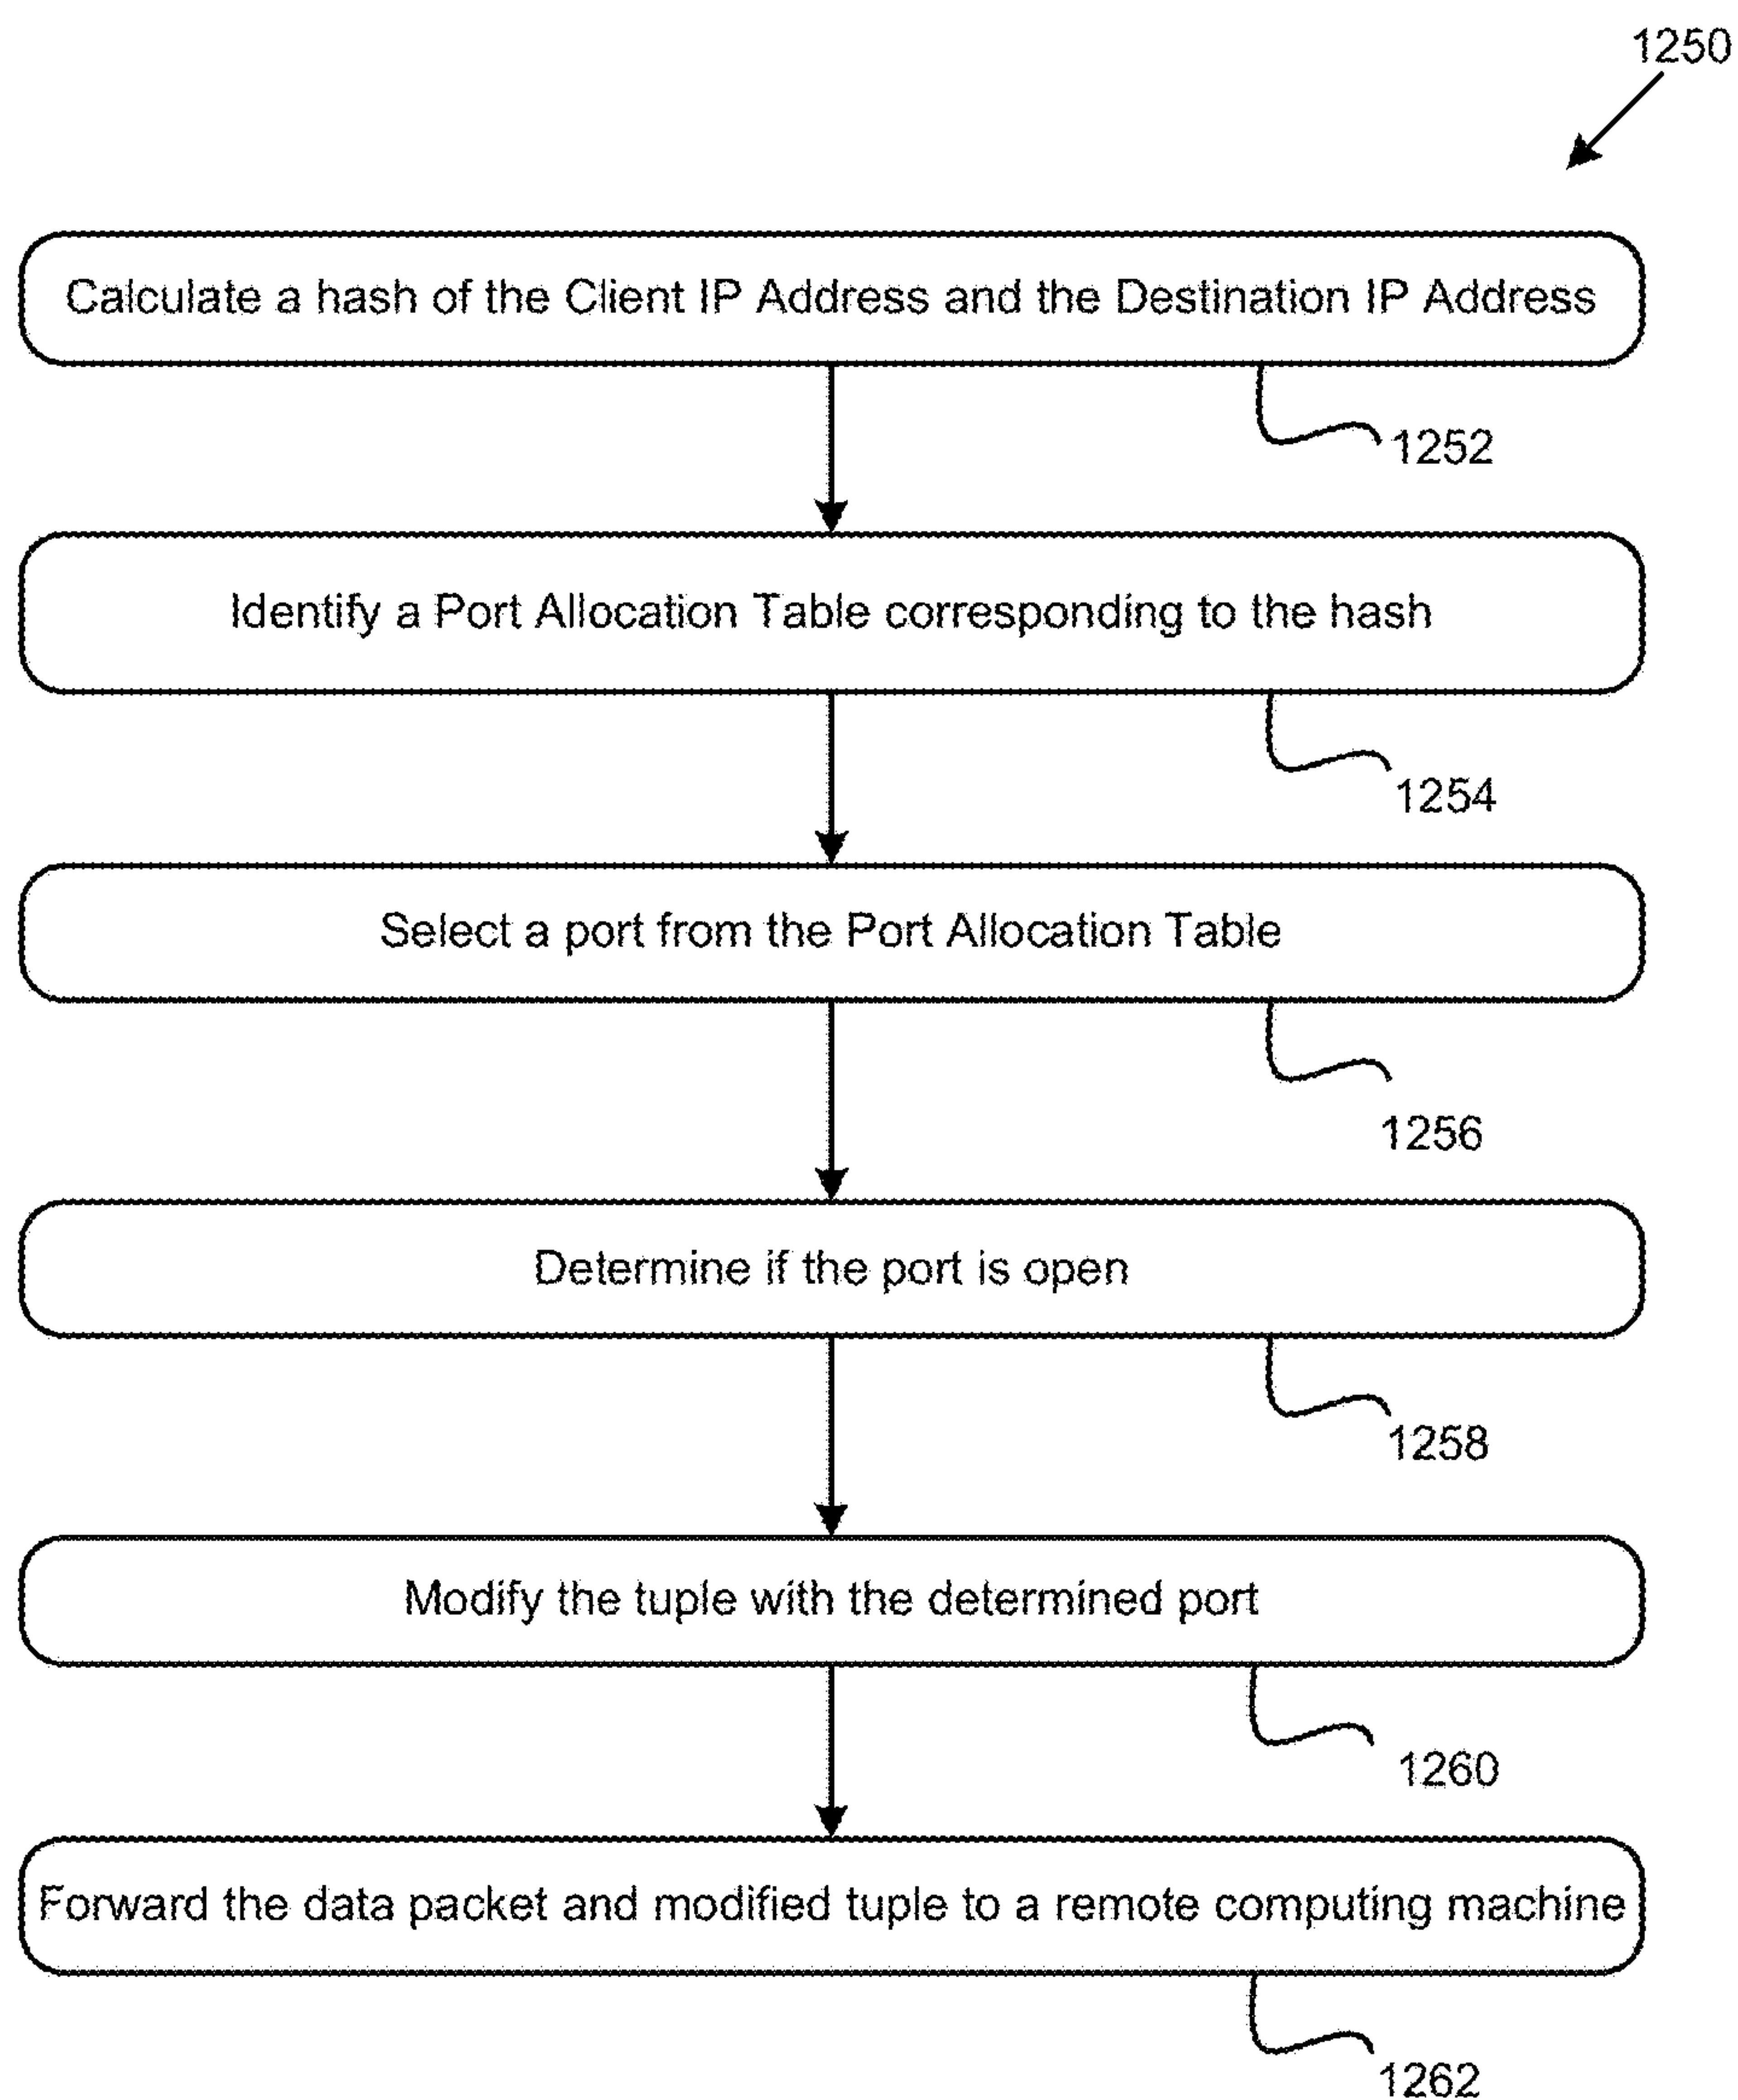 1250
Calculate a hash of the Client IP Address and the Destination IP Address
1252
Identify a Port Allocation Table corresponding to the hash
1254
Select a port from the Port Allocation Table
1256
Determine if the port is open
1258
Modify the tuple with the determined port
1260
Forward the data packet and modified tuple to a remote computing machine
1262